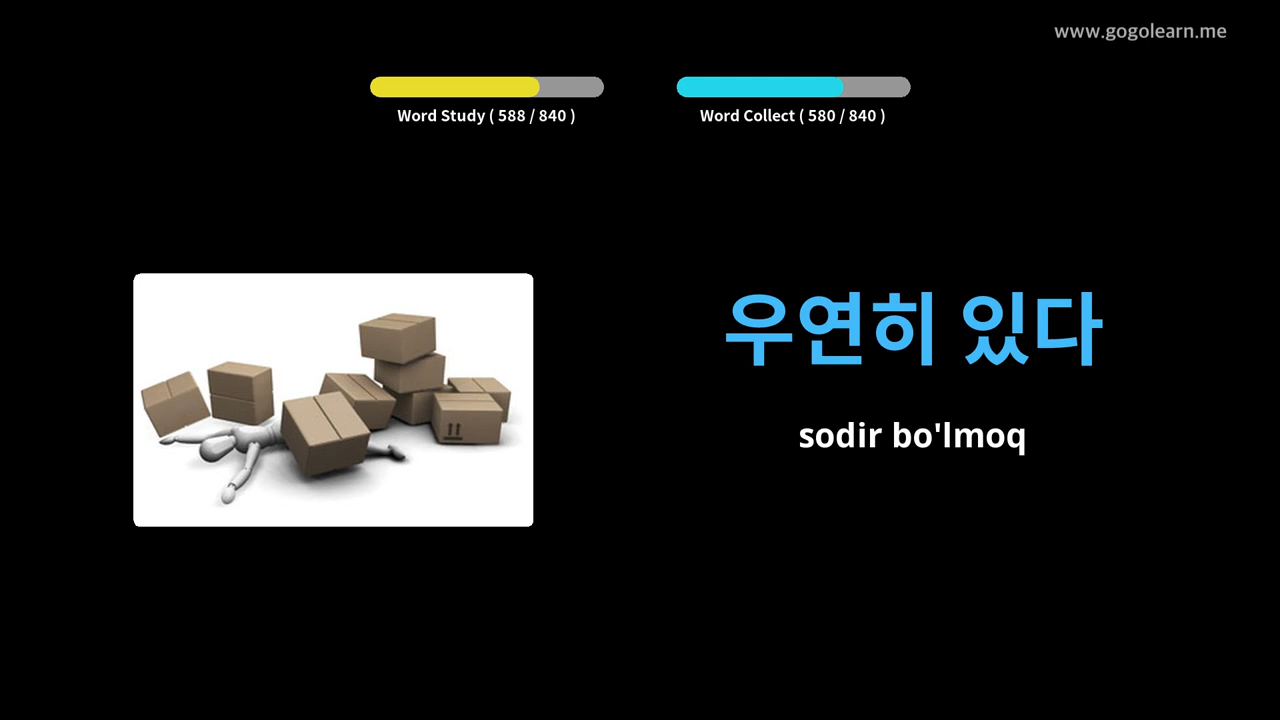 www.gogolearn.me
Word Study ( 588 / 840 )
Word Collect ( 580 / 840 )
우연히 있다
sodir bo'lmoq